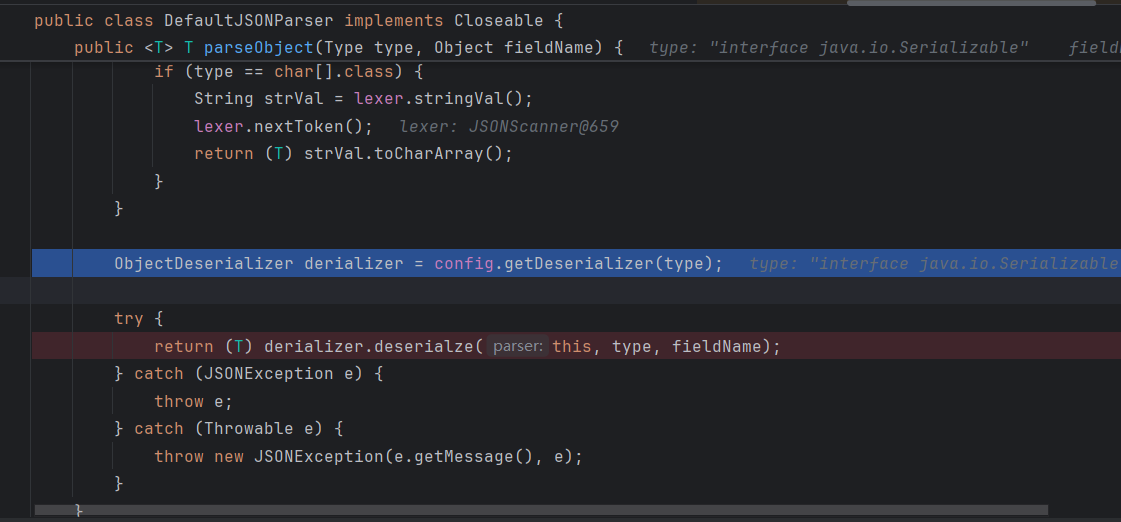 public class DefaultJSONParser implements Closeable {
public <T> T parseObject(Type type, Object fieldName) { type: "interface java.io.Serializable"
if (type == char[].class) {
String strVal = lexer.stringVal();
lexer.nextToken(); lexer: JSONScanner@659
return (T) strVal.toCharArray();
}
}
ObjectDeserializer derializer = config.getDeserializer(type); type: "interface java.io.Serializable
try {
return (T) derializer.deserialze( parser: this, type, fieldName);
} catch (JSONException e) {
throw e;
} catch (Throwable e) {
throw new JSONException(e.getMessage(), e);
}
}